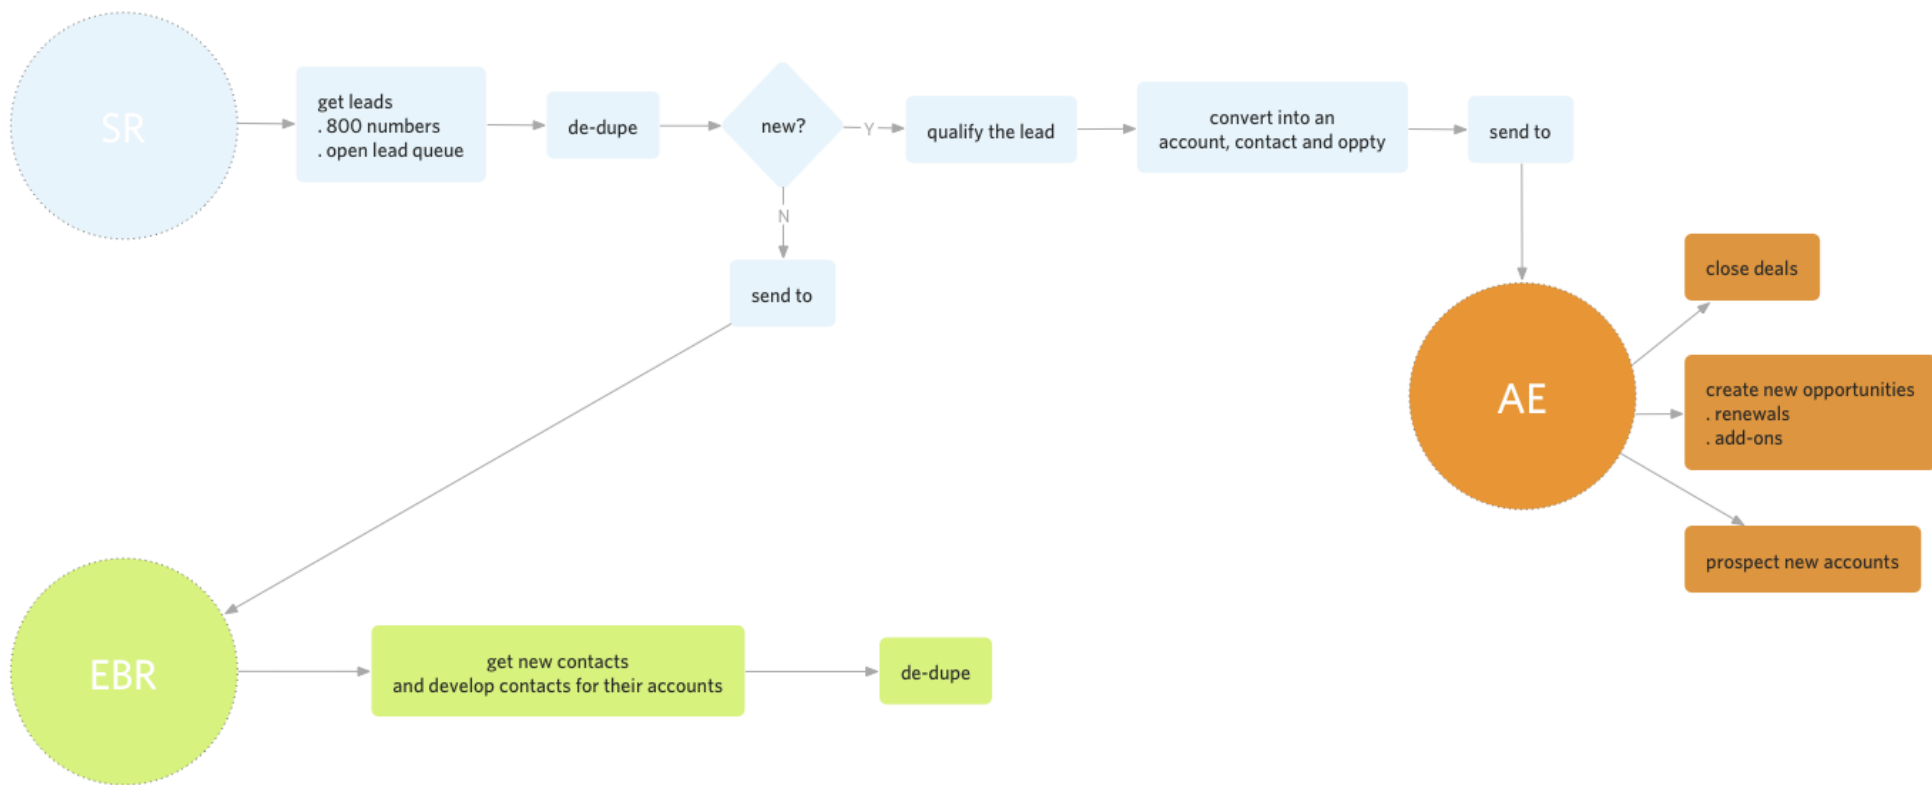 SR
get leads
. 800 numbers
. open lead queue
de-dupe
new?
Y
qualify the lead
convert into an
account, contact and oppty
send to
N
send to
AE
close deals
create new opportunities
. renewals
. add-ons
prospect new accounts
EBR
get new contacts
and develop contacts for their accounts
de-dupe